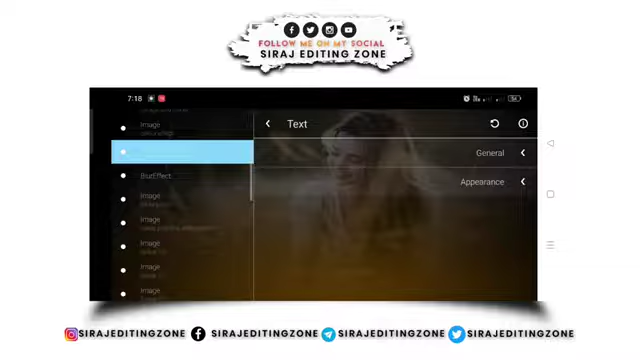 FOLLOW ME ON MY SOCIAL
SIRAJ EDITING ZONE
7:18
54
Text
Image
General
BlurEffect
Appearance
Image
Image
Image
Image
Image
SIRAJEDITINGZONE
SIRAJEDITINGZONE
SIRAJEDITINGZONE
SIRAJEDITINGZONE